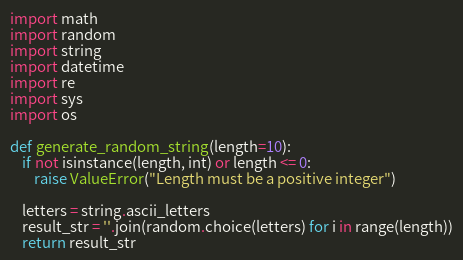 import math
import random
import string
import datetime
import re
import sys
import os

def generate_random_string(length=10):
    if not isinstance(length, int) or length <= 0:
        raise ValueError("Length must be a positive integer")

    letters = string.ascii_letters
    result_str = ''.join(random.choice(letters) for i in range(length))
    return result_str